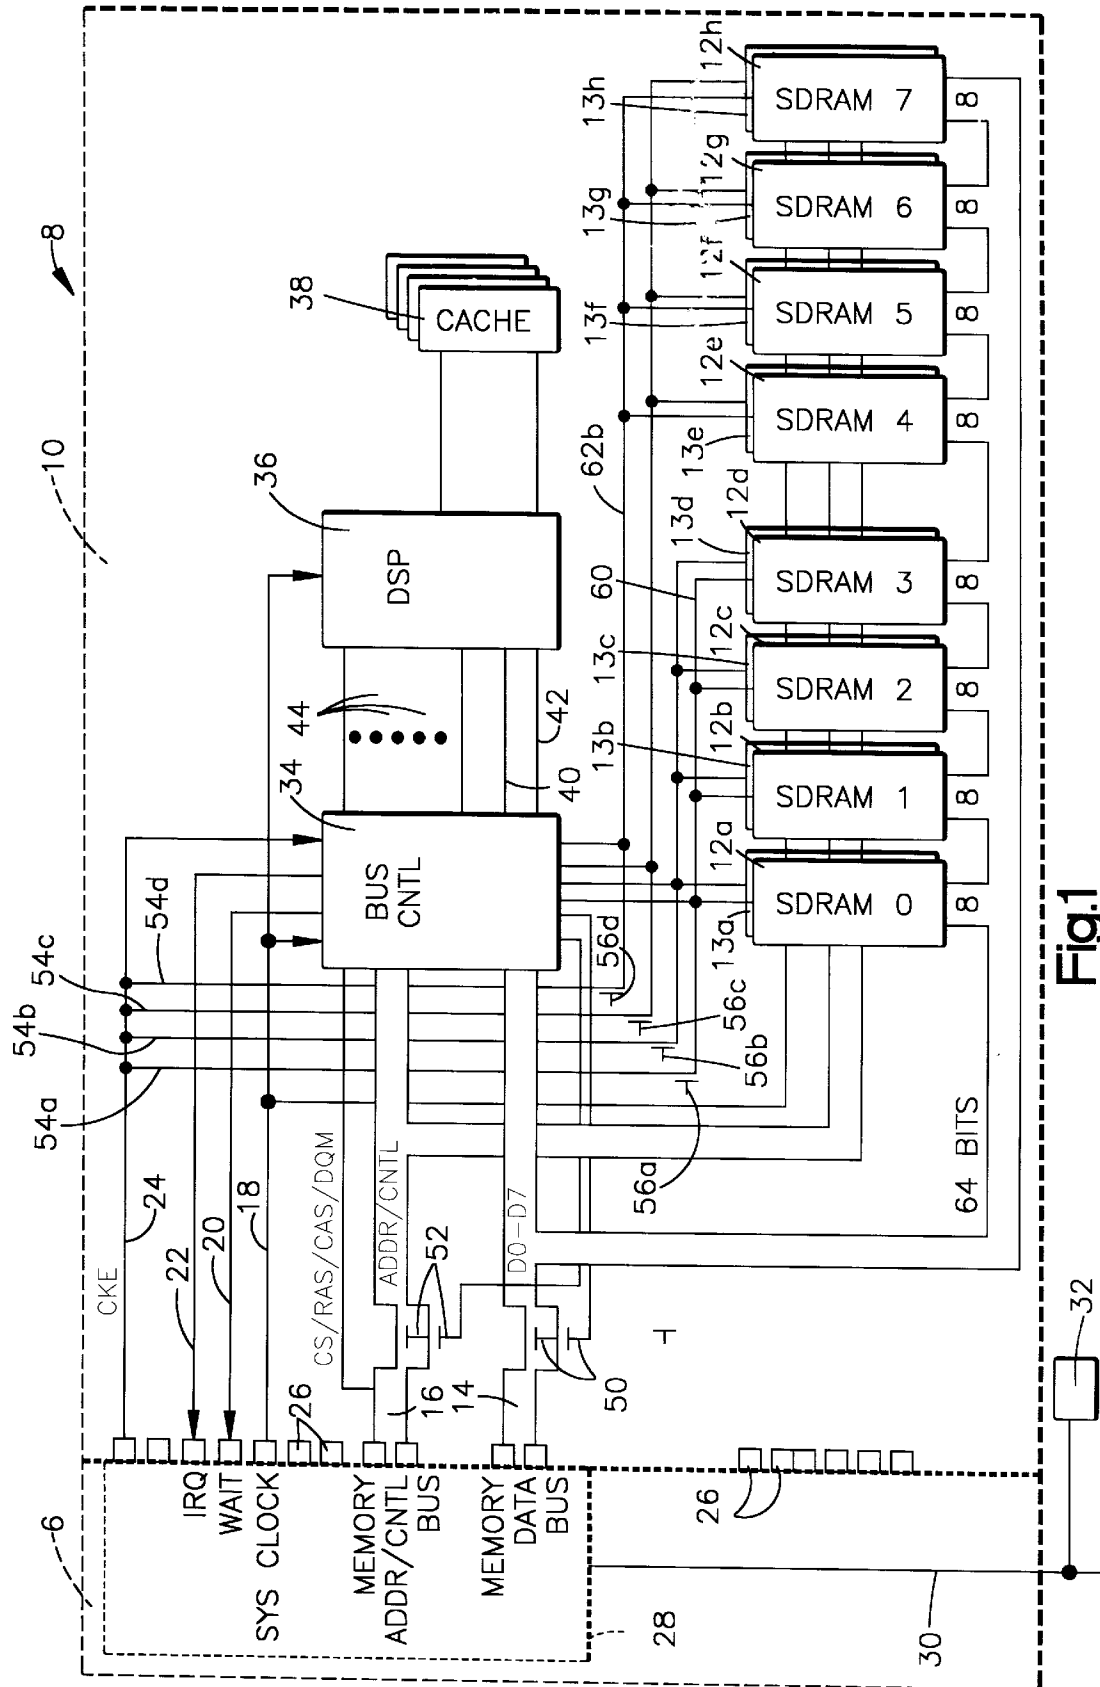 8
10
6
54b
54c
54a
54d
24
CKE
22
20
18
IRQ
WAIT
SYS CLOCK
26
CS/RAS/CAS/DQM
MEMORY
ADDR/CNTL
BUS
ADDR/CNTL
16
52
MEMORY
DATA
BUS
D0-D7
14
50
28
30
32
26
34
BUS
CNTL
44
40
42
36
DSP
38
CACHE
56a
56b
56c
56d
60
62b
13a
12a
13b
12b
13c
12c
13d
12d
13e
12e
13f
12f
13g
12g
13h
12h
SDRAM 0
SDRAM 1
SDRAM 2
SDRAM 3
SDRAM 4
SDRAM 5
SDRAM 6
SDRAM 7
8
8
8
8
8
8
8
8
64 BITS
Fig.1